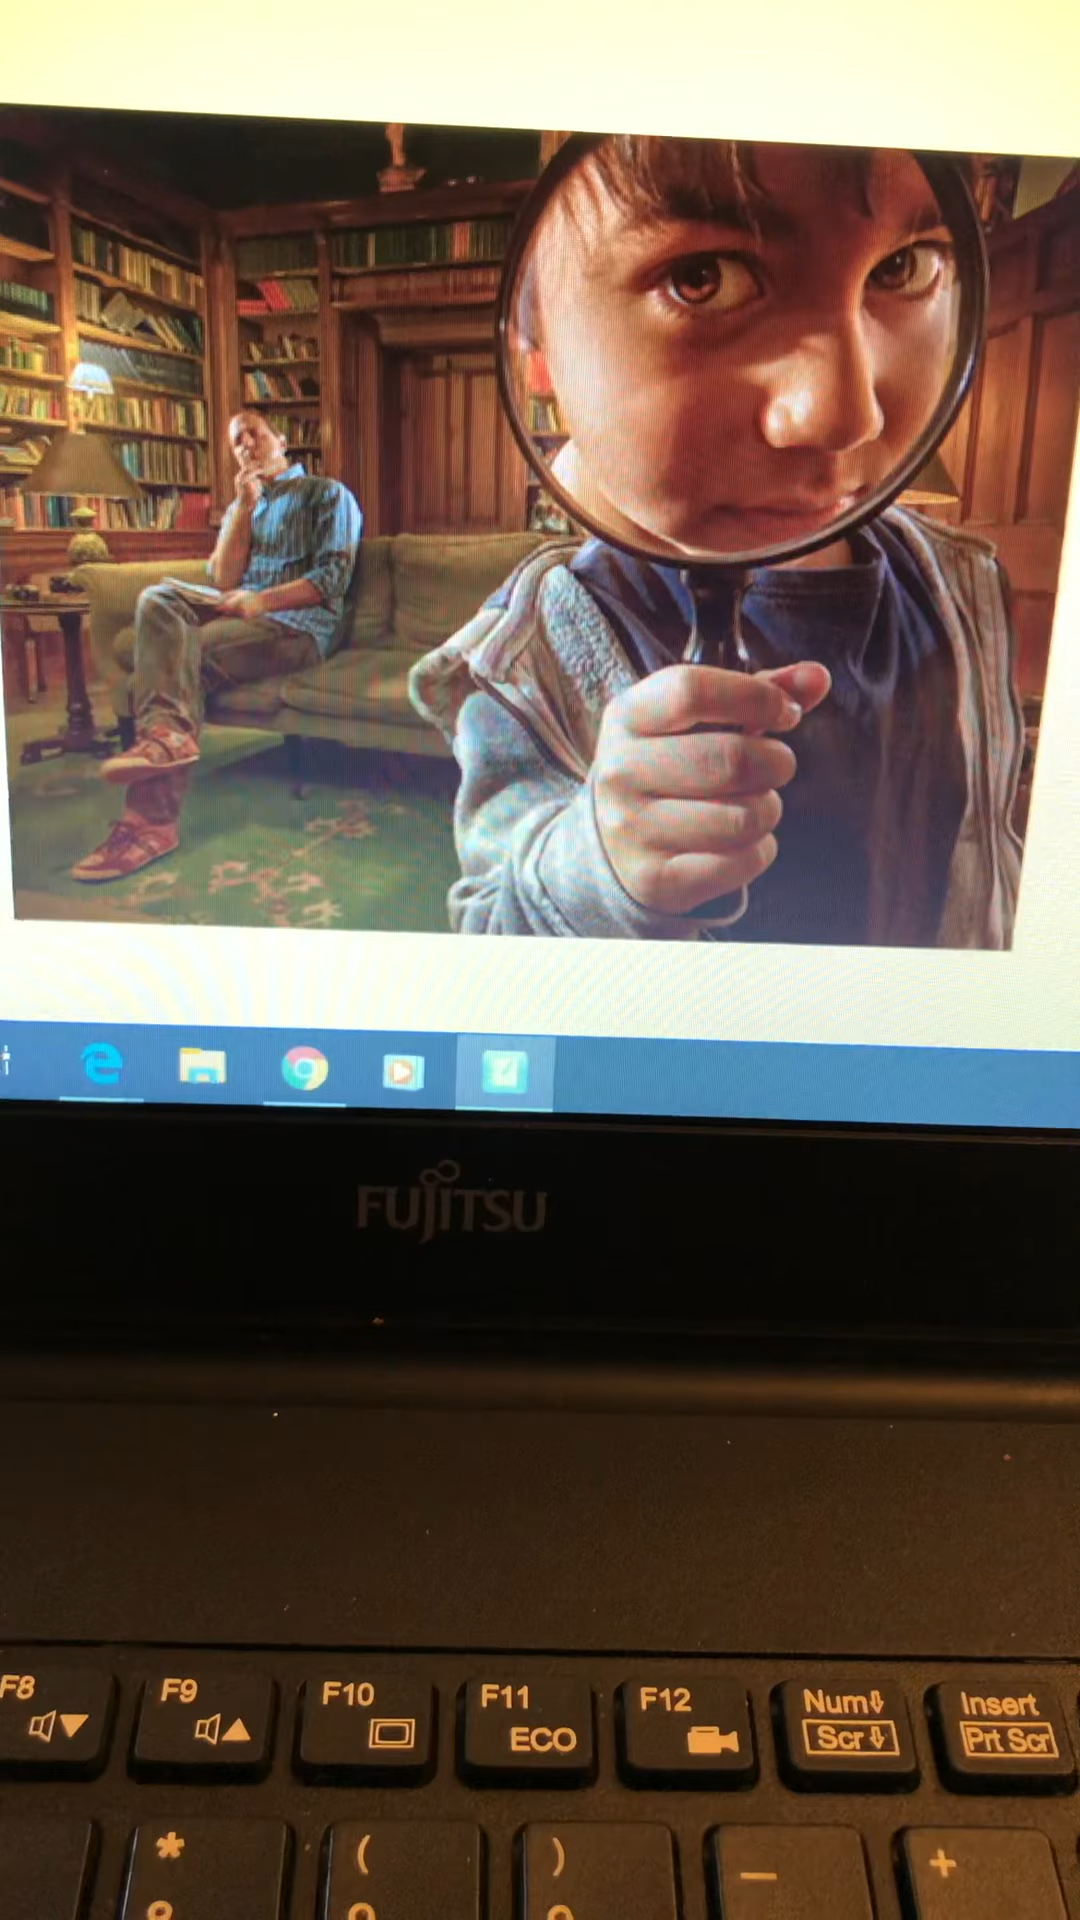 FUJITSU
F8
F9
F10
F11
ECO
F12
Num
Scr
Insert
Prt Scr
*
(
)
–
+